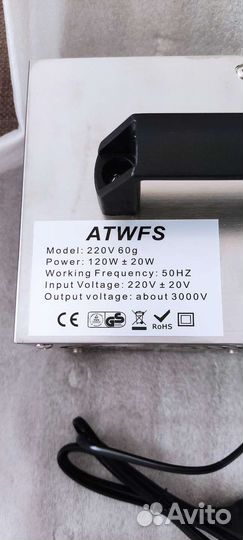 ATWFS
Model: 220V 60g
Power: 120W ± 20W
Working Frequency: 50HZ
Input Voltage: 220V ± 20V
Output voltage: about 3000V
CE GS RoHS
Avito